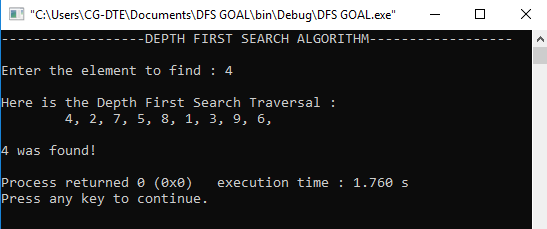 "C:\Users\CG-DTE\Documents\DFS GOAL\bin\Debug\DFS GOAL.exe"
------------------DEPTH FIRST SEARCH ALGORITHM------------------
Enter the element to find : 4
Here is the Depth First Search Traversal :
4, 2, 7, 5, 8, 1, 3, 9, 6,
4 was found!
Process returned 0 (0x0)   execution time : 1.760 s
Press any key to continue.